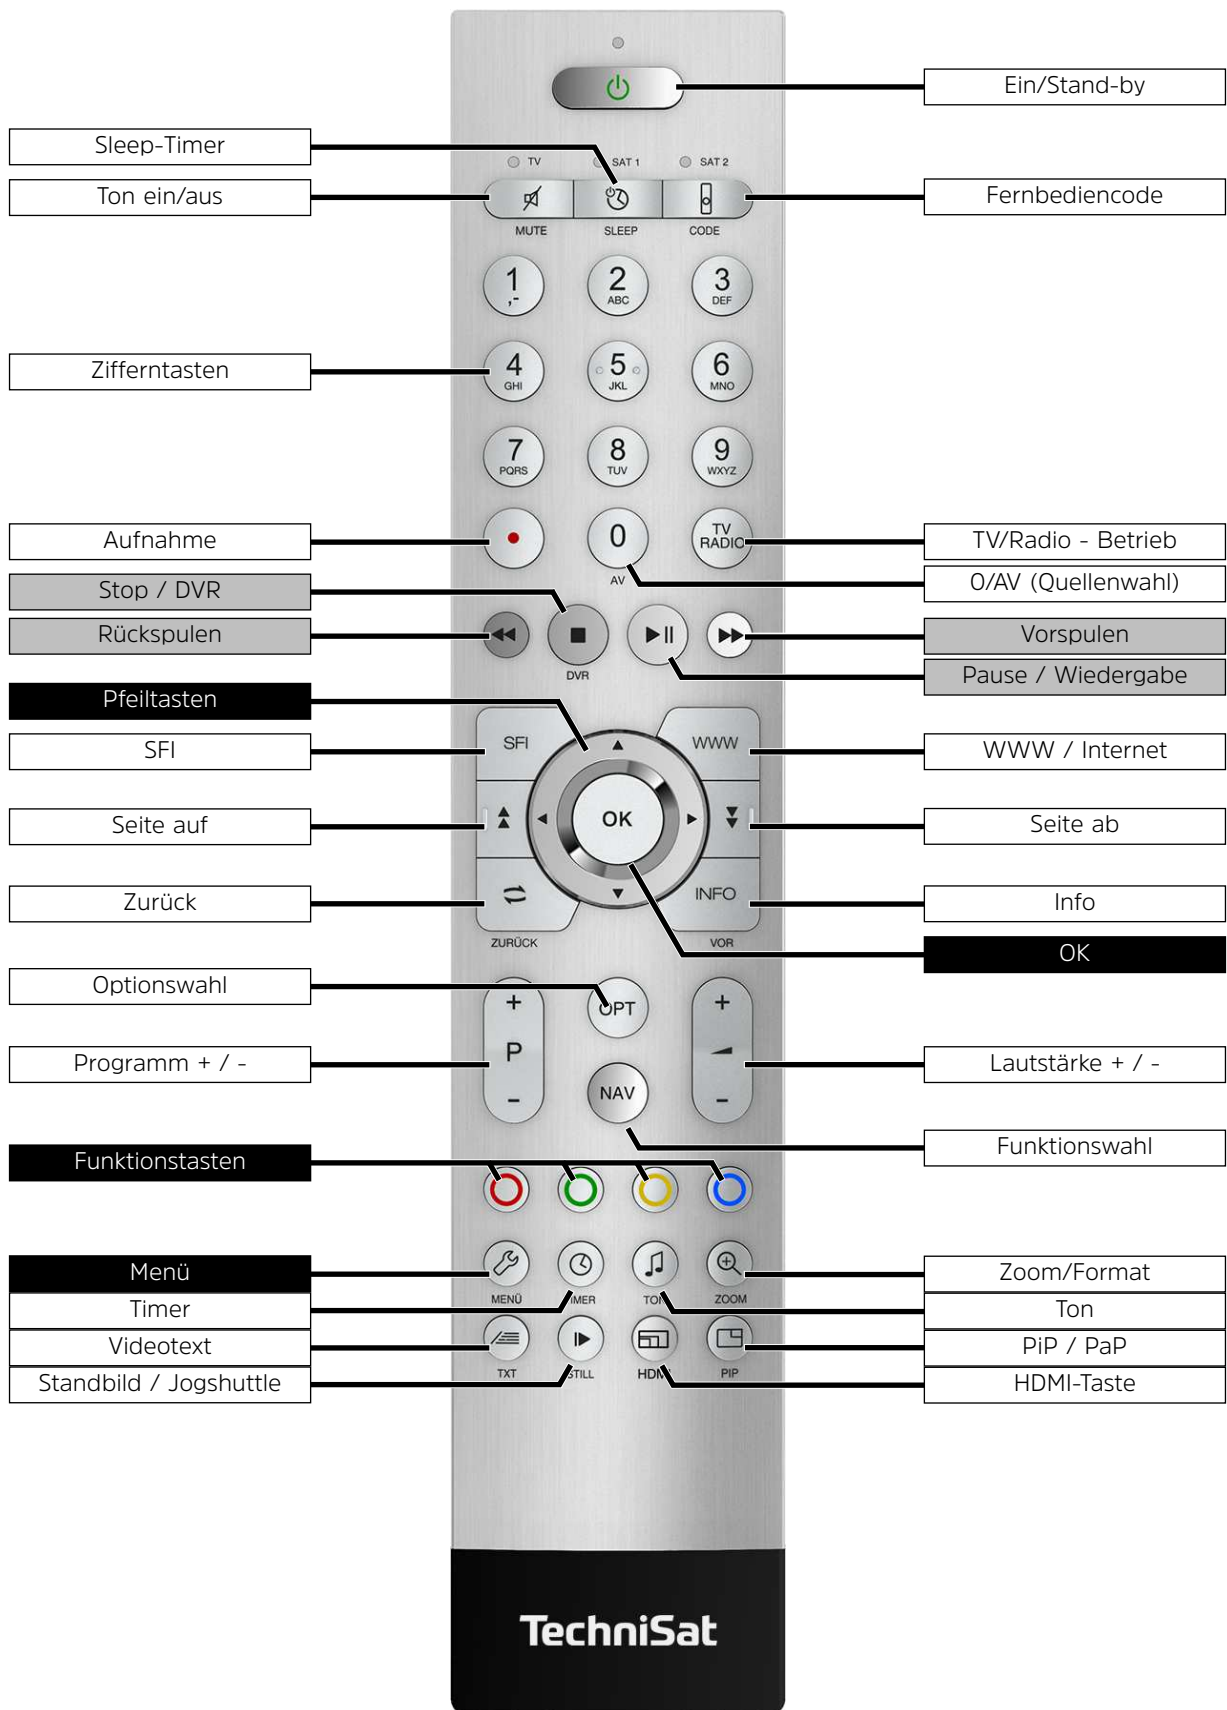 Ein/Stand-by
Sleep-Timer
TV SAT 1 SAT 2
Ton ein/aus
Fernbediencode
MUTE SLEEP CODE
1 2 3
,- ABC DEF
Zifferntasten
4 5 6
GHI JKL MNO
7 8 9
PQRS TUV WXYZ
Aufnahme
0
TV
RADIO
TV/Radio - Betrieb
AV
Stop / DVR
0/AV (Quellenwahl)
Rückspulen
Vorspulen
DVR
Pause / Wiedergabe
Pfeiltasten
SFI
SFI
WWW
WWW / Internet
Seite auf
OK
Seite ab
Zurück
INFO
Info
ZURÜCK VOR
OK
Optionswahl
+ OPT +
Programm + / -
P
Lautstärke + / -
- NAV -
Funktionswahl
Funktionstasten
Menü
Zoom/Format
MENÜ TIMER TON ZOOM
Timer
Ton
Videotext
PiP / PaP
TXT STILL HDMI PIP
Standbild / Jogshuttle
HDMI-Taste
TechniSat